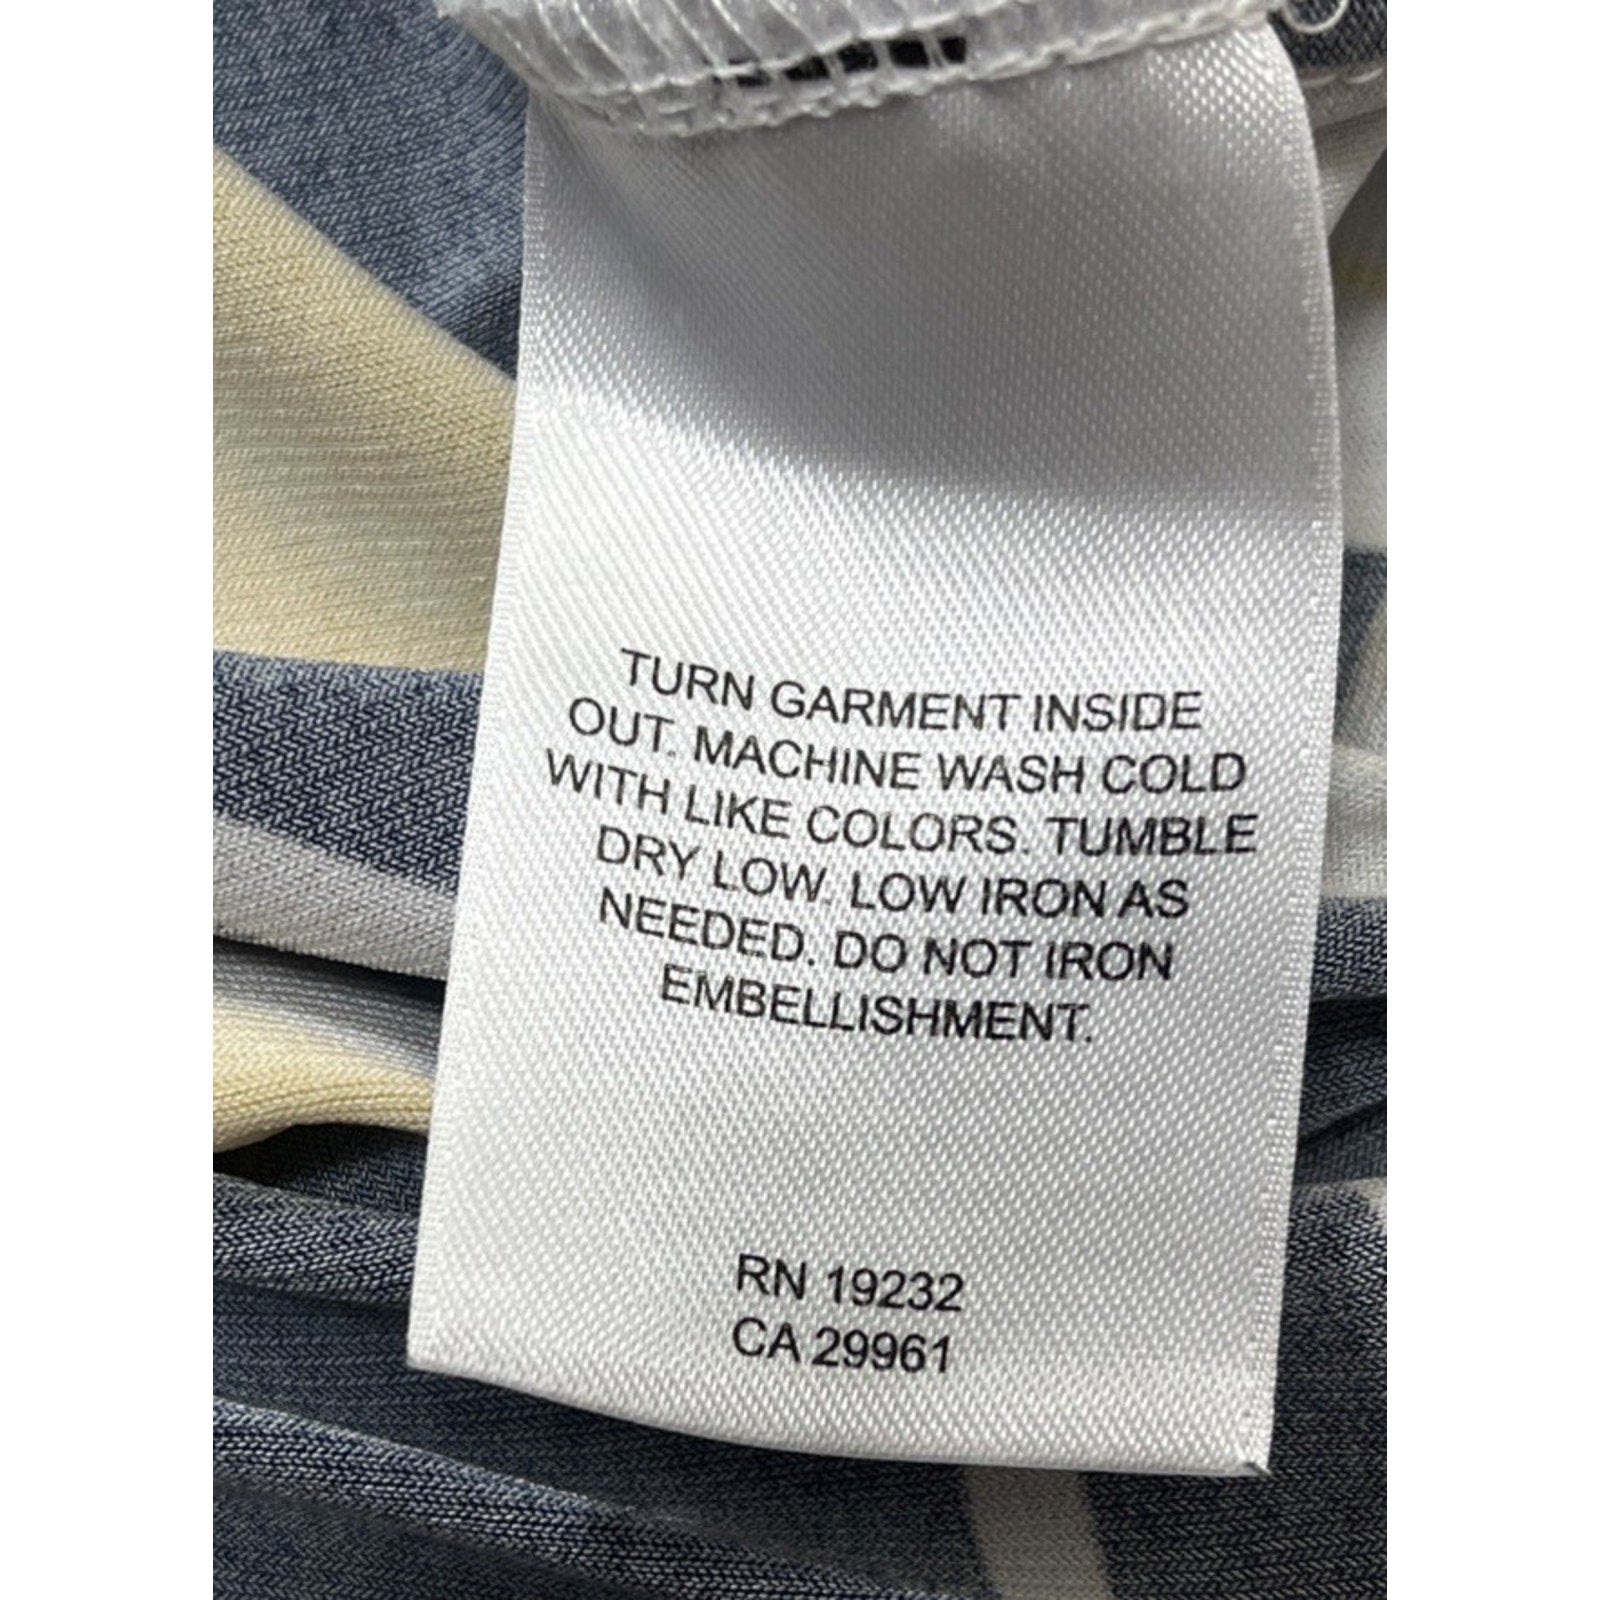 TURN GARMENT INSIDE
OUT. MACHINE WASH COLD
WITH LIKE COLORS. TUMBLE
DRY LOW. LOW IRON AS
NEEDED. DO NOT IRON
EMBELLISHMENT.
RN 19232
CA 29961